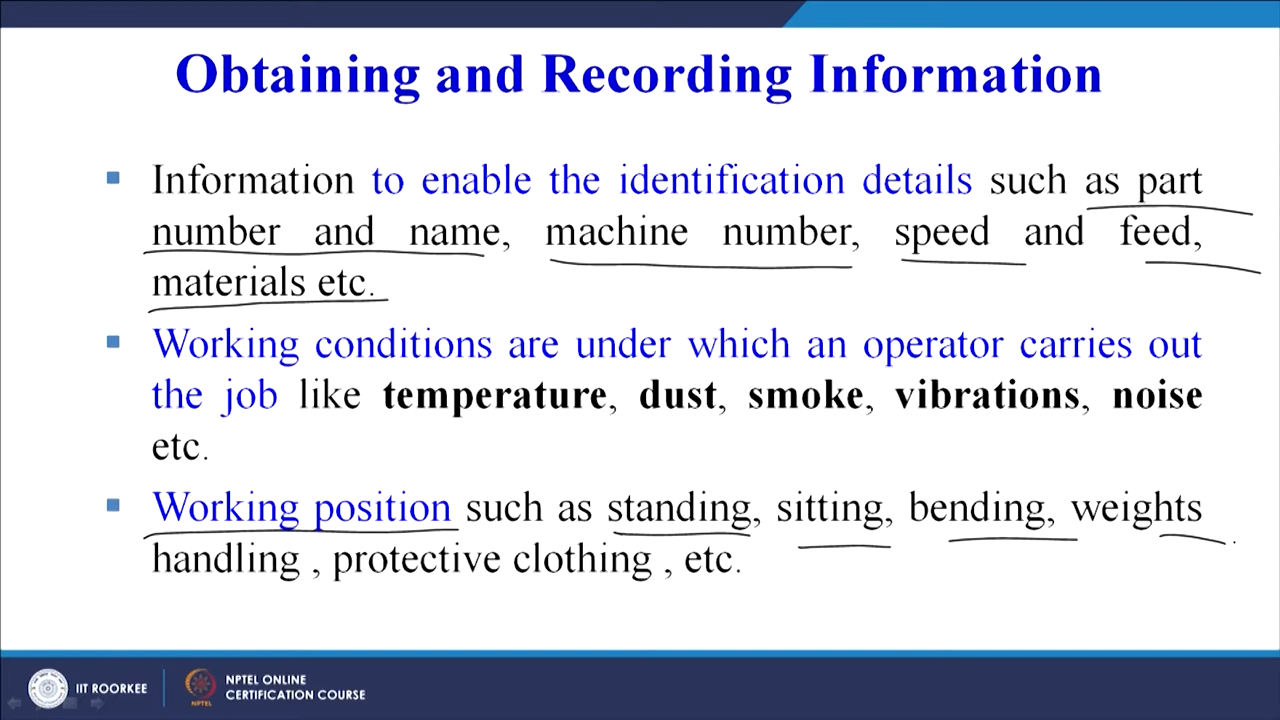 Obtaining and Recording Information
Information to enable the identification details such as part
number and name, machine number, speed and feed,
materials etc.
Working conditions are under which an operator carries out
the job like temperature, dust, smoke, vibrations, noise
etc.
Working position such as standing, sitting, bending, weights
handling , protective clothing , etc.
IIT ROORKEE
NPTEL
NPTEL ONLINE
CERTIFICATION COURSE